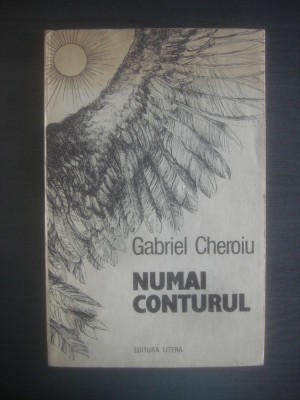 Gabriel Cheroiu
NUMAI
CONTURUL
EDITURA LITERA